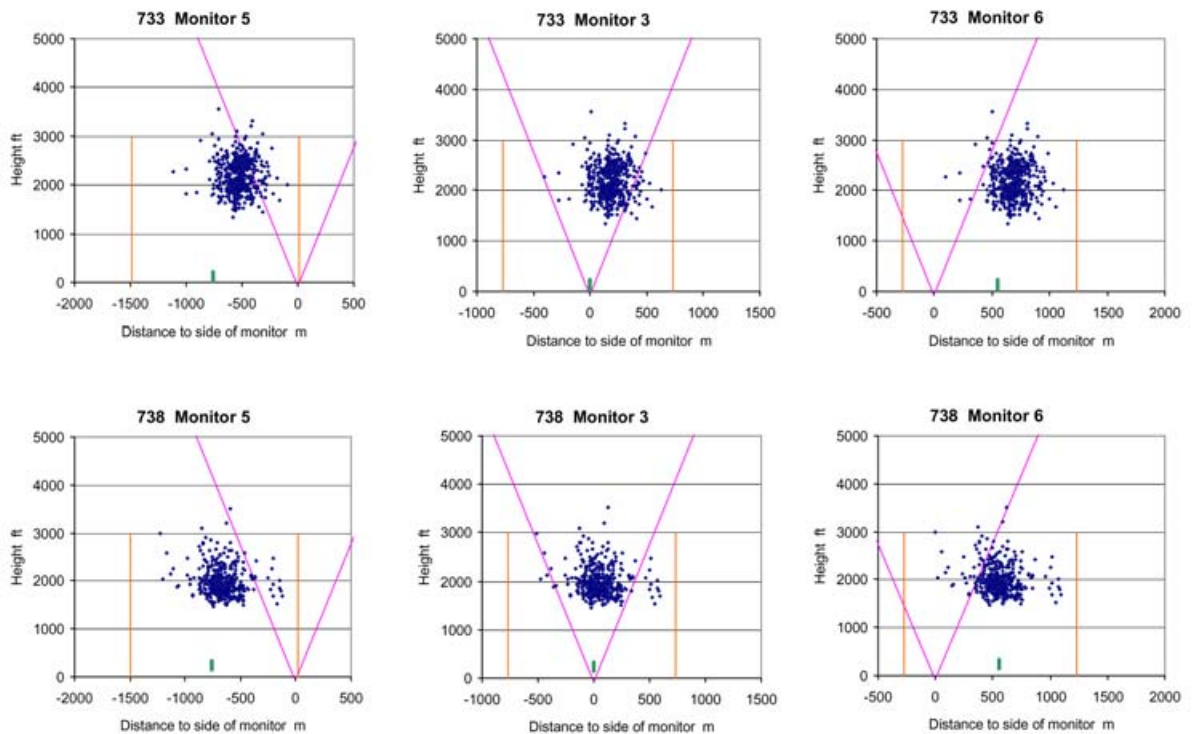 733 Monitor 5
5000
4000
3000
2000
1000
0
Height ft
-2000 -1500 -1000 -500 0 500
Distance to side of monitor m
733 Monitor 3
5000
4000
3000
2000
1000
0
Height ft
-1000 -500 0 500 1000 1500
Distance to side of monitor m
733 Monitor 6
5000
4000
3000
2000
1000
0
Height ft
-500 0 500 1000 1500 2000
Distance to side of monitor m
738 Monitor 5
5000
4000
3000
2000
1000
0
Height ft
-2000 -1500 -1000 -500 0 500
Distance to side of monitor m
738 Monitor 3
5000
4000
3000
2000
1000
0
Height ft
-1000 -500 0 500 1000 1500
Distance to side of monitor m
738 Monitor 6
5000
4000
3000
2000
1000
0
Height ft
-500 0 500 1000 1500 2000
Distance to side of monitor m